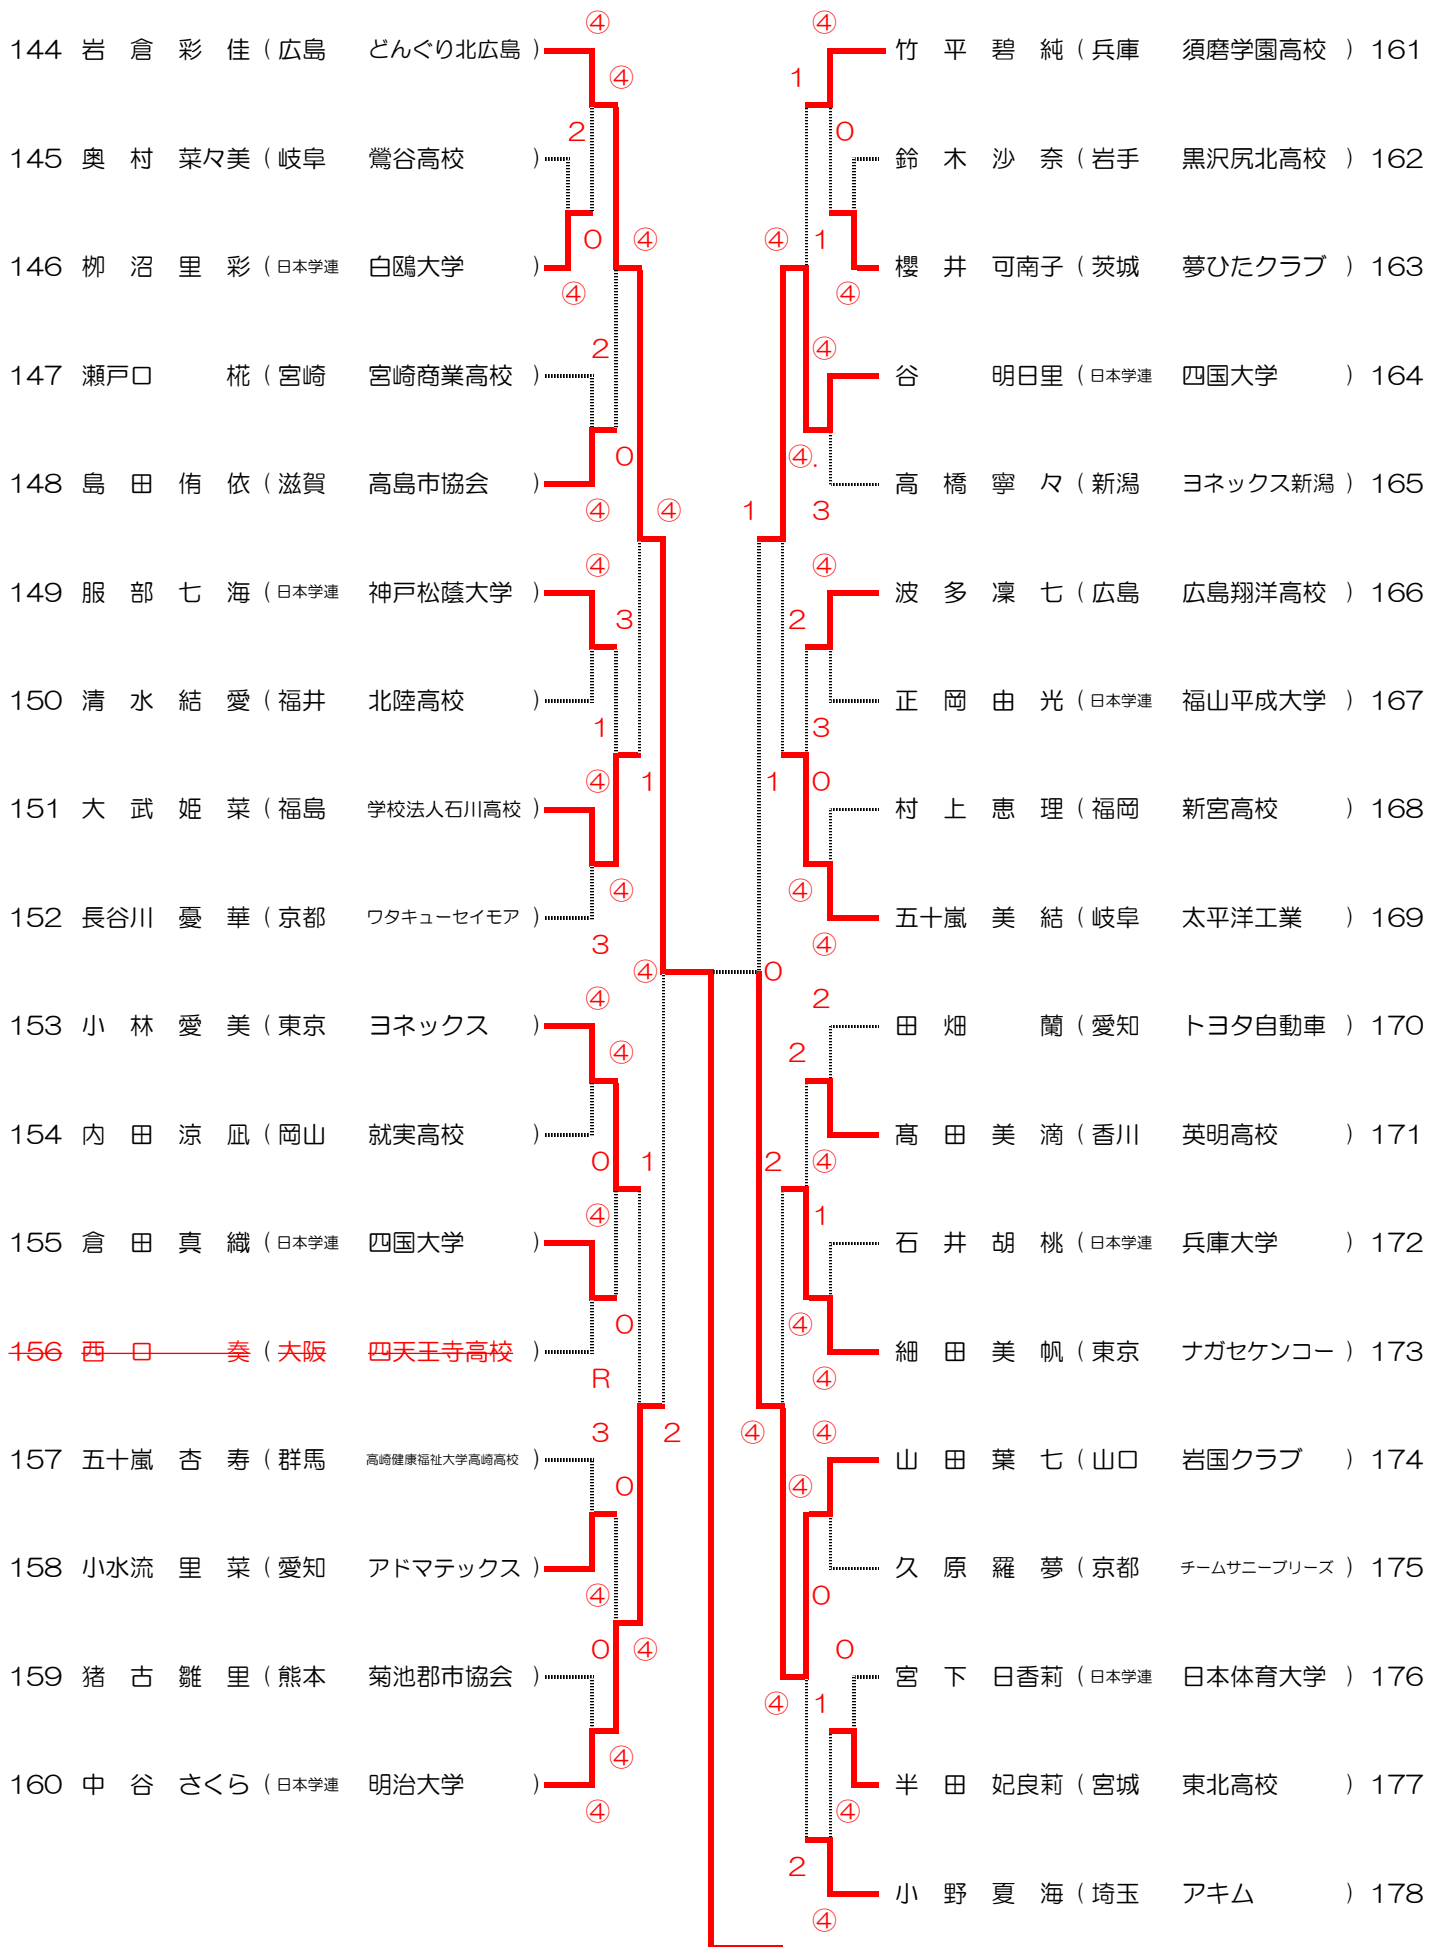 144 岩倉 彩佳 (広島 どんぐり北広島)
145 奥村 菜々美 (岐阜 鶯谷高校)
146 栁沼 里彩 (日本学連 白鴎大学)
147 瀬戸口 椛 (宮崎 宮崎商業高校)
148 島田 侑依 (滋賀 高島市協会)
149 服部 七海 (日本学連 神戸松蔭大学)
150 清水 結愛 (福井 北陸高校)
151 大武 姫菜 (福島 学校法人石川高校)
152 長谷川 憂華 (京都 ワタキューセイモア)
153 小林 愛美 (東京 ヨネックス)
154 内田 涼凪 (岡山 就実高校)
155 倉田 真織 (日本学連 四国大学)
156 西口 奏 (大阪 四天王寺高校)
157 五十嵐 杏寿 (群馬 高崎健康福祉大学高崎高校)
158 小水流 里菜 (愛知 アドマテックス)
159 猪古 雛里 (熊本 菊池郡市協会)
160 中谷 さくら (日本学連 明治大学)
④
④
2
0 ④
④
2
0
④ ④
④
3
1
④ 1
④
3
④
④
④
0 1
④
0
R
3 2
0
④
0 ④
④
④
竹平 碧純 (兵庫 須磨学園高校) 161
鈴木 沙奈 (岩手 黒沢尻北高校) 162
櫻井 可南子 (茨城 夢ひたクラブ) 163
谷 明日里 (日本学連 四国大学) 164
高橋 寧々 (新潟 ヨネックス新潟) 165
波多 凜七 (広島 広島翔洋高校) 166
正岡 由光 (日本学連 福山平成大学) 167
村上 恵理 (福岡 新宮高校) 168
五十嵐 美結 (岐阜 太平洋工業) 169
田畑 蘭 (愛知 トヨタ自動車) 170
髙田 美滴 (香川 英明高校) 171
石井 胡桃 (日本学連 兵庫大学) 172
細田 美帆 (東京 ナガセケンコー) 173
山田 葉七 (山口 岩国クラブ) 174
久原 羅夢 (京都 チームサニーブリーズ) 175
宮下 日香莉 (日本学連 日本体育大学) 176
半田 妃良莉 (宮城 東北高校) 177
小野 夏海 (埼玉 アキム) 178
④
1
0
④ 1
④
④
④.
1 3
④
2
3
1 0
④
④
0
2
2
2 ④
1
④
④
④ ④
④
0
0
④ 1
④
2
④